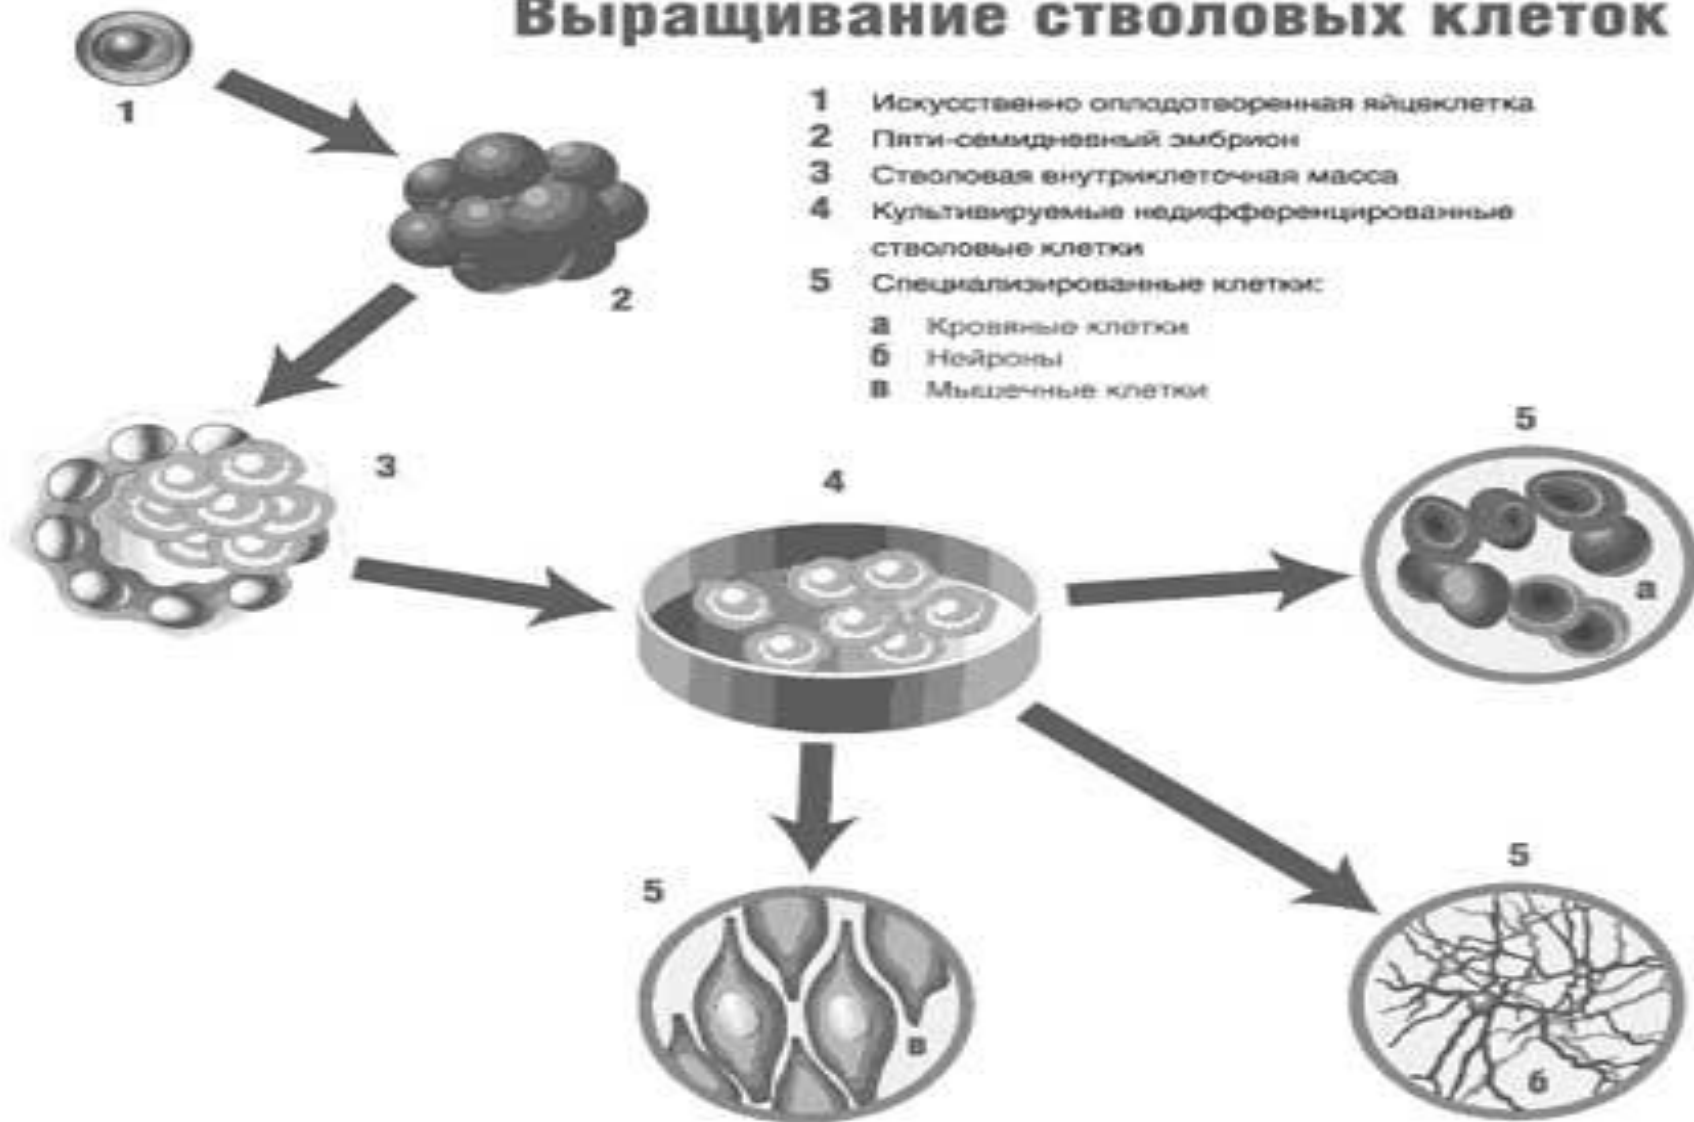 Выращивание стволовых клеток
1 Искусственно оплодотворенная яйцеклетка
2 Пяти-семидневный эмбрион
3 Стволовая внутриклеточная масса
4 Культивируемые недифференцированные
стволовые клетки
5 Специализированные клетки:
а Кровяные клетки
б Нейроны
в Мышечные клетки
1
2
3
4
5
а
5
б
5
в